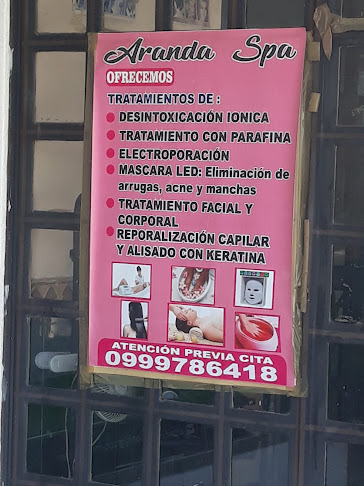 Aranda Spa
OFRECEMOS
TRATAMIENTOS DE :
DESINTOXICACIÓN IONICA
TRATAMIENTO CON PARAFINA
ELECTROPORACIÓN
MASCARA LED: Eliminación de
arrugas, acne y manchas
TRATAMIENTO FACIAL Y
CORPORAL
REPORALIZACIÓN CAPILAR
Y ALISADO CON KERATINA
ATENCIÓN PREVIA CITA
0999786418